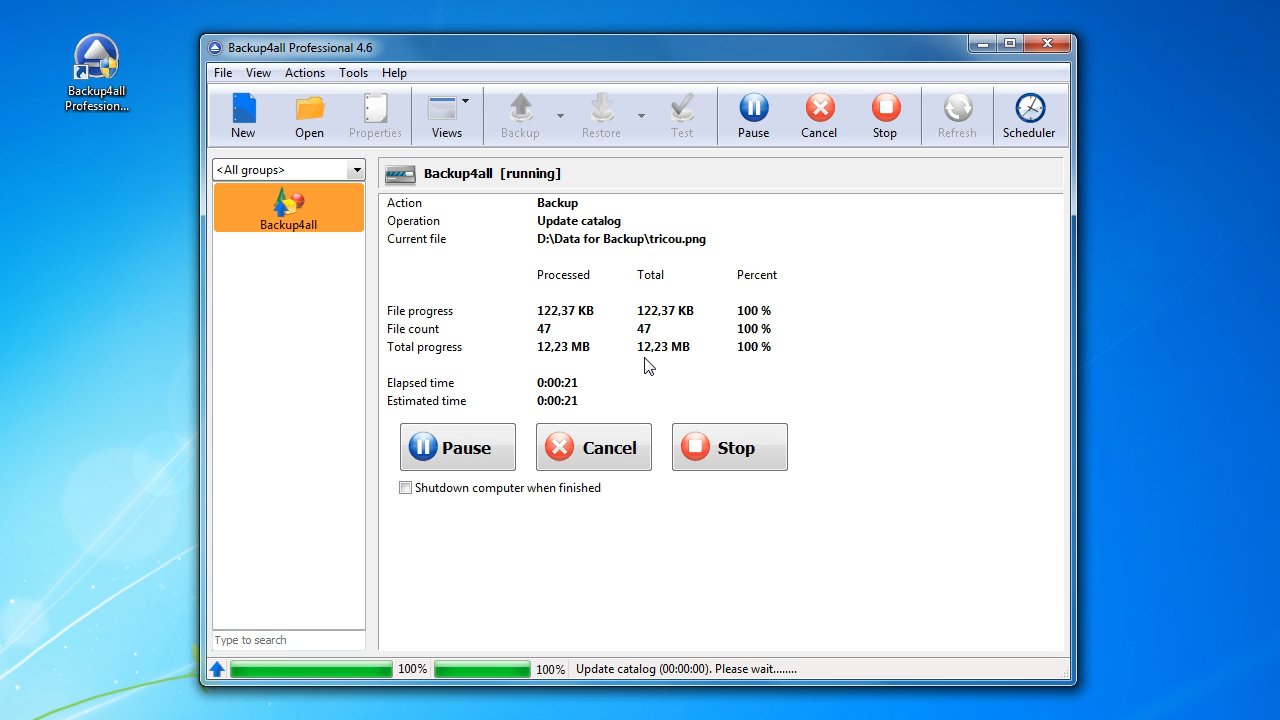 Backup4all
Profession...
Backup4all Professional 4.6
File View Actions Tools Help
New Open Properties Views Backup Restore Test Pause Cancel Stop Refresh Scheduler
<All groups>
Backup4all
Type to search
Backup4all [running]
Action Backup
Operation Update catalog
Current file D:\Data for Backup\tricou.png
Processed Total Percent
File progress 122,37 KB 122,37 KB 100 %
File count 47 47 100 %
Total progress 12,23 MB 12,23 MB 100 %
Elapsed time 0:00:21
Estimated time 0:00:21
Pause Cancel Stop
Shutdown computer when finished
100% 100% Update catalog (00:00:00). Please wait........